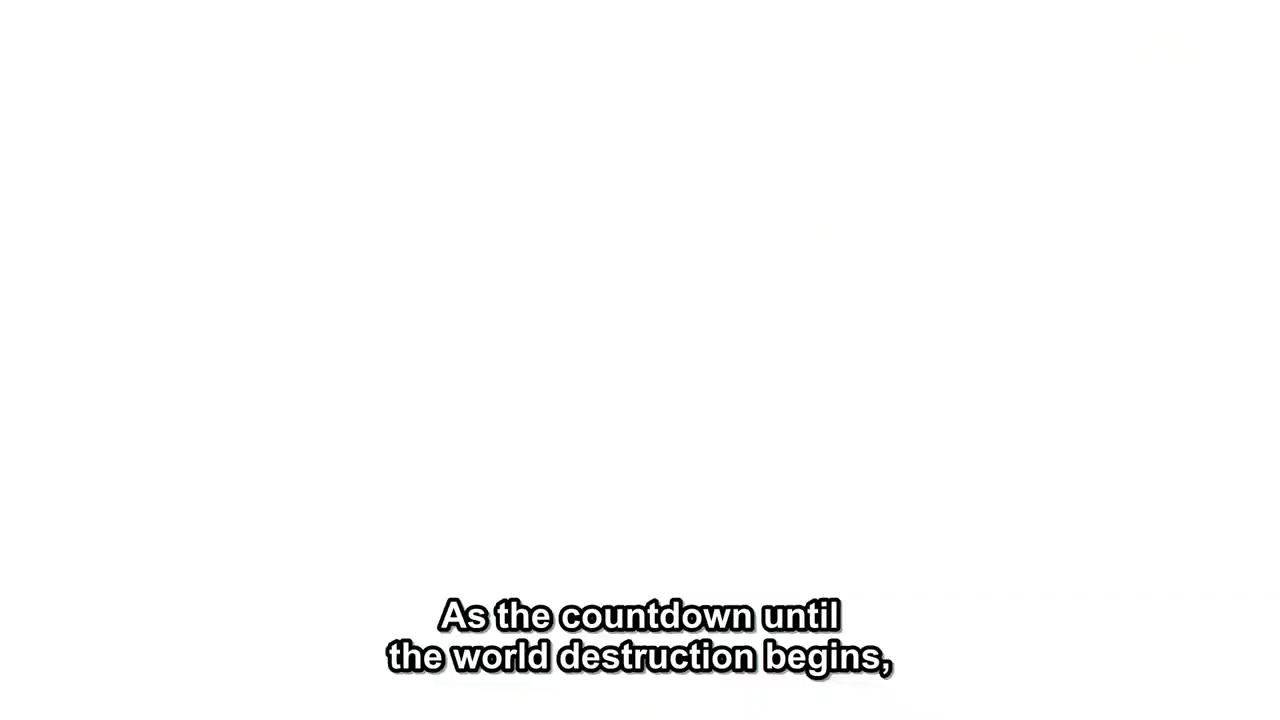 As the countdown until
the world destruction begins,